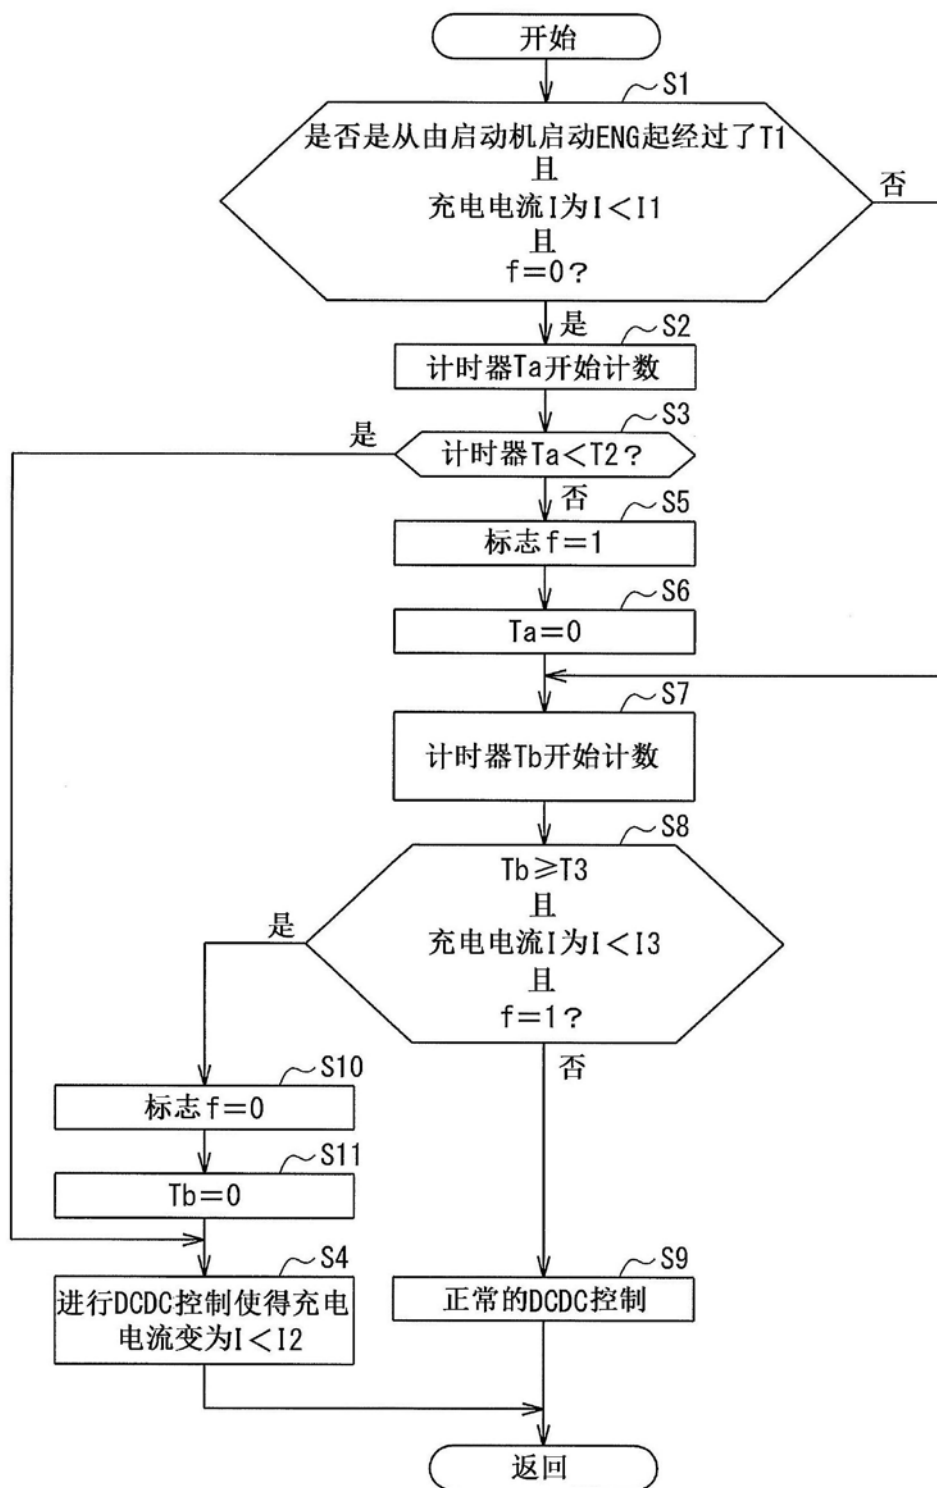 开始
S1
是否是从由启动机启动ENG起经过了T1
且
充电电流I为I＜I1
且
f＝0？
否
是
S2
计时器Ta开始计数
S3
是
计时器Ta＜T2？
否
S5
标志f＝1
S6
Ta＝0
S7
计时器Tb开始计数
S8
Tb≥T3
且
充电电流I为I＜I3
且
f＝1？
是
否
S10
标志f＝0
S11
Tb＝0
S4
进行DCDC控制使得充电
电流变为I＜I2
S9
正常的DCDC控制
返回